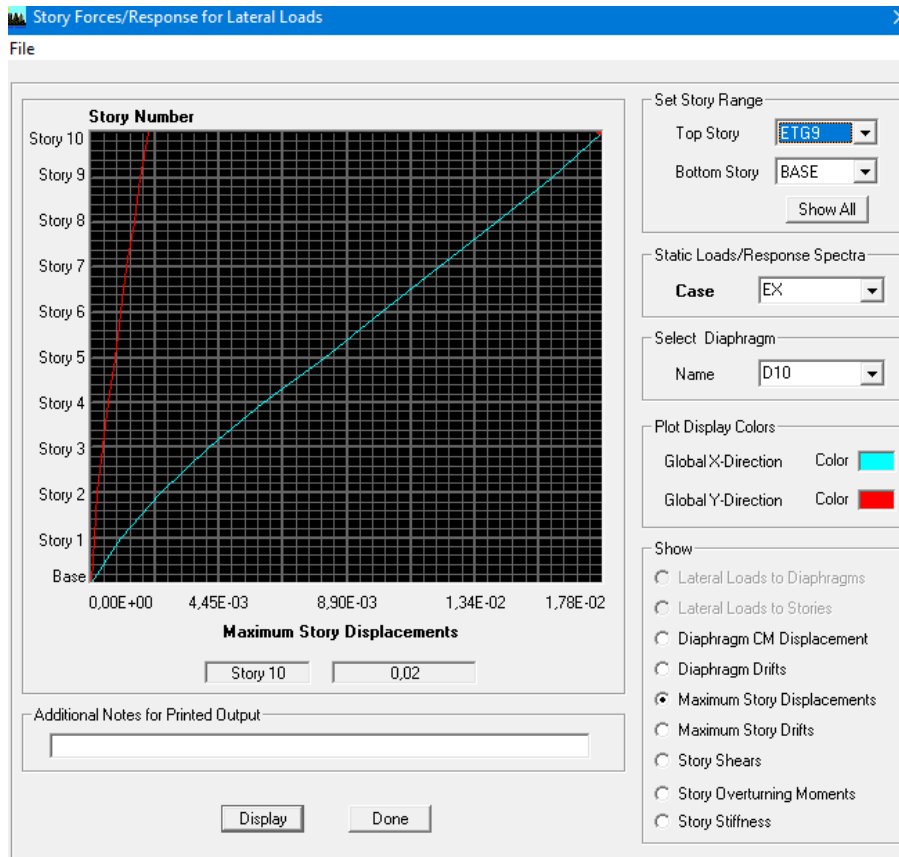 Story Forces/Response for Lateral Loads
File
Story Number
Story 10
Story 9
Story 8
Story 7
Story 6
Story 5
Story 4
Story 3
Story 2
Story 1
Base
0,00E+00 4,45E-03 8,90E-03 1,34E-02 1,78E-02
Maximum Story Displacements
Story 10 0,02
Additional Notes for Printed Output
Display Done
Set Story Range
Top Story ETG9
Bottom Story BASE
Show All
Static Loads/Response Spectra
Case EX
Select Diaphragm
Name D10
Plot Display Colors
Global X-Direction Color
Global Y-Direction Color
Show
Lateral Loads to Diaphragms
Lateral Loads to Stories
Diaphragm CM Displacement
Diaphragm Drifts
Maximum Story Displacements
Maximum Story Drifts
Story Shears
Story Overturning Moments
Story Stiffness